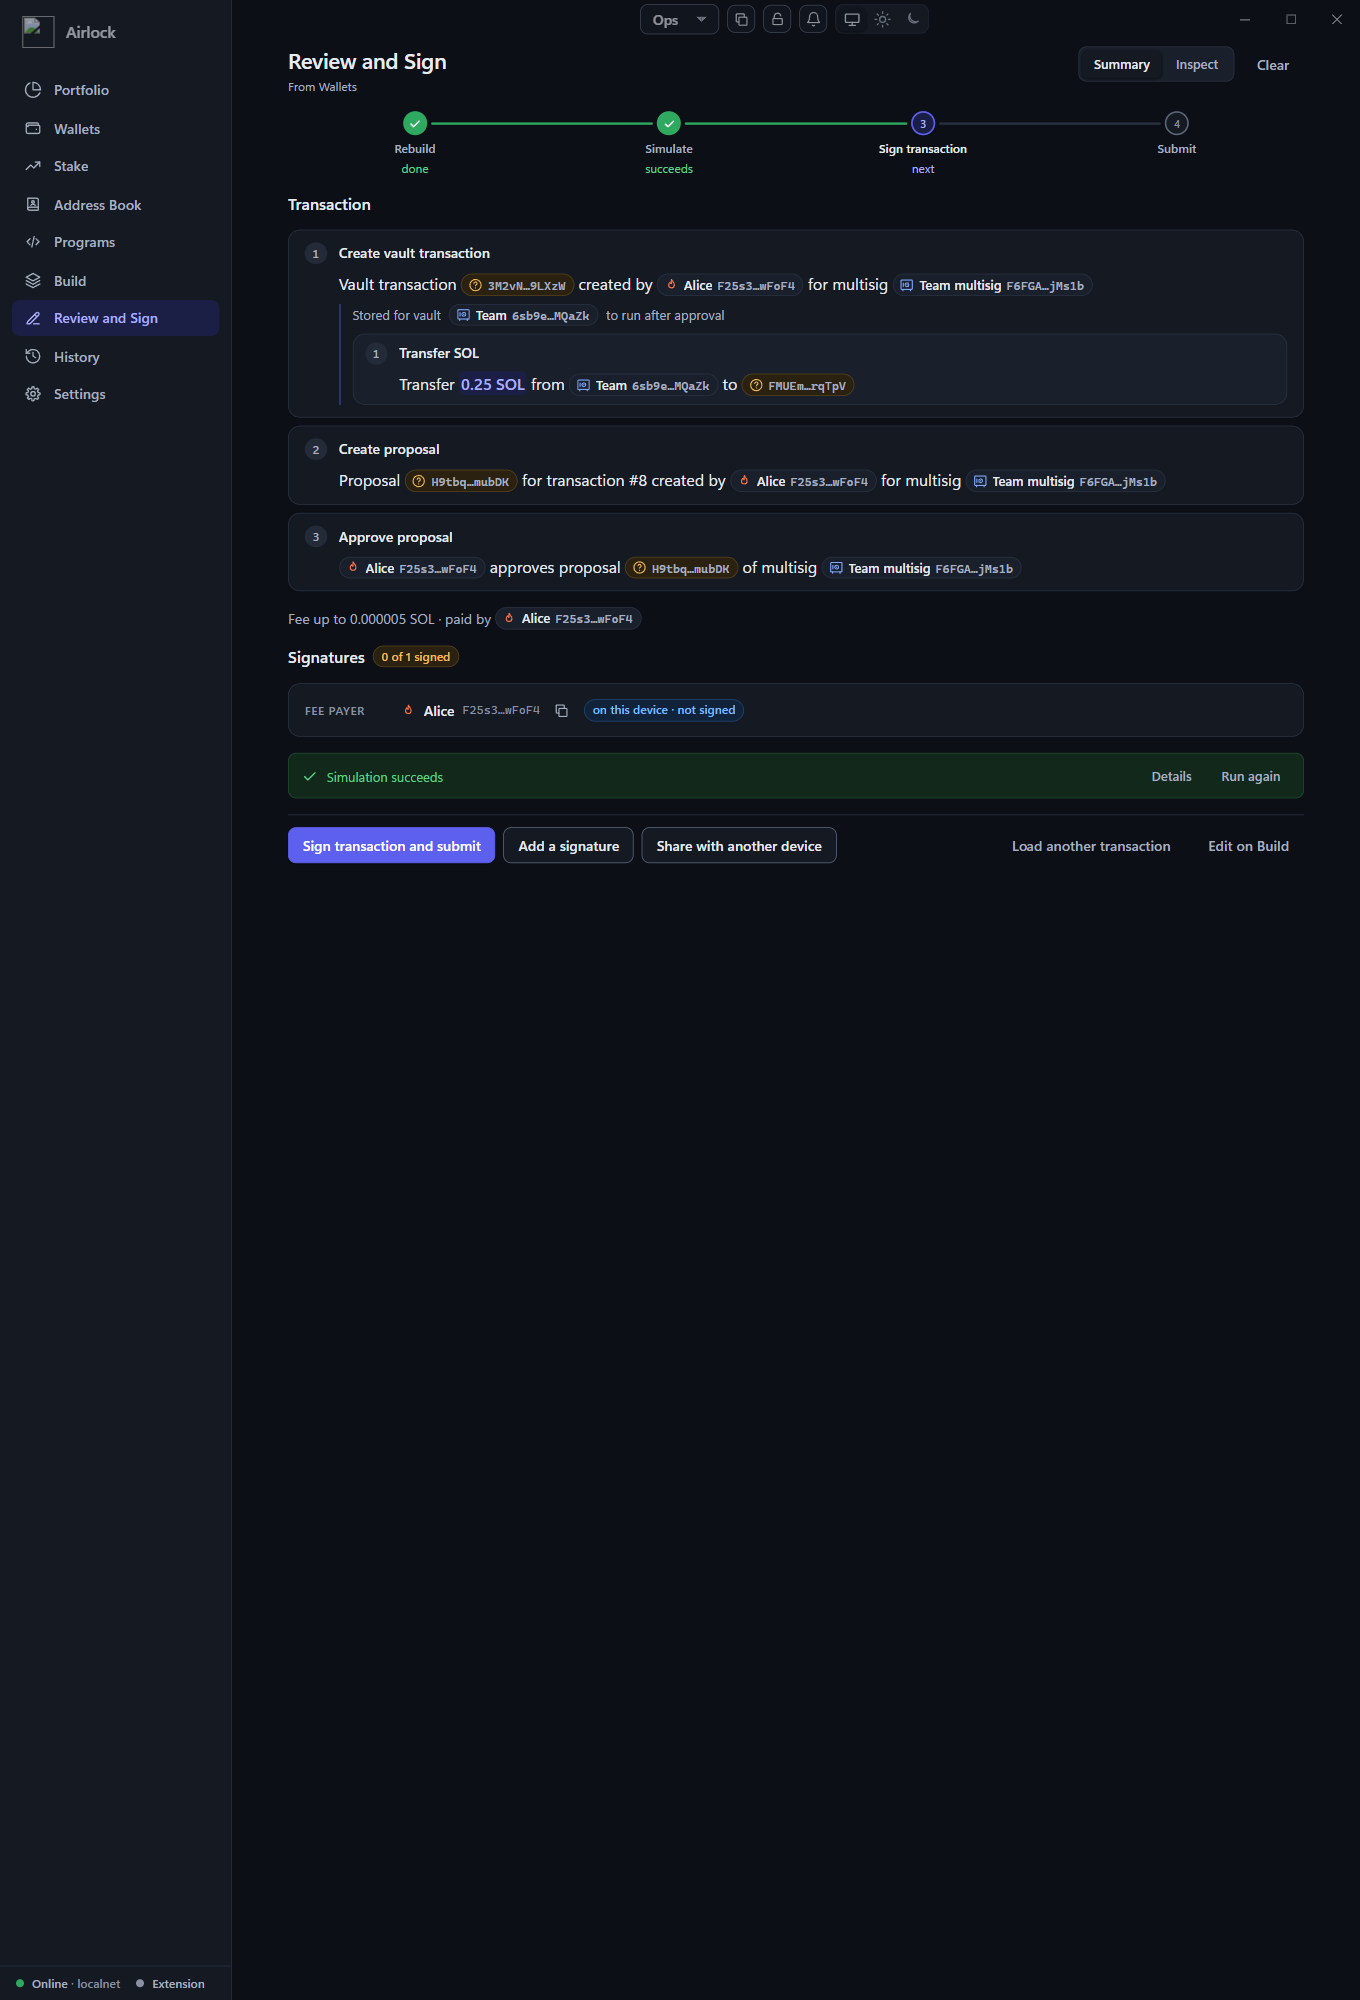 Airlock
Ops
Portfolio
Wallets
Stake
Address Book
Programs
Build
Review and Sign
History
Settings
Review and Sign
From Wallets
Summary
Inspect
Clear
Rebuild
done
Simulate
succeeds
3
Sign transaction
next
4
Submit
Transaction
1 Create vault transaction
Vault transaction 3M2vN…9LXzW created by Alice F25s3…wFoF4 for multisig Team multisig F6FGA…jMs1b
Stored for vault Team 6sb9e…MQaZk to run after approval
1 Transfer SOL
Transfer 0.25 SOL from Team 6sb9e…MQaZk to FMUEm…rqTpV
2 Create proposal
Proposal H9tbq…mubDK for transaction #8 created by Alice F25s3…wFoF4 for multisig Team multisig F6FGA…jMs1b
3 Approve proposal
Alice F25s3…wFoF4 approves proposal H9tbq…mubDK of multisig Team multisig F6FGA…jMs1b
Fee up to 0.000005 SOL · paid by Alice F25s3…wFoF4
Signatures 0 of 1 signed
FEE PAYER Alice F25s3…wFoF4 on this device · not signed
Simulation succeeds Details Run again
Sign transaction and submit Add a signature Share with another device Load another transaction Edit on Build
Online · localnet Extension